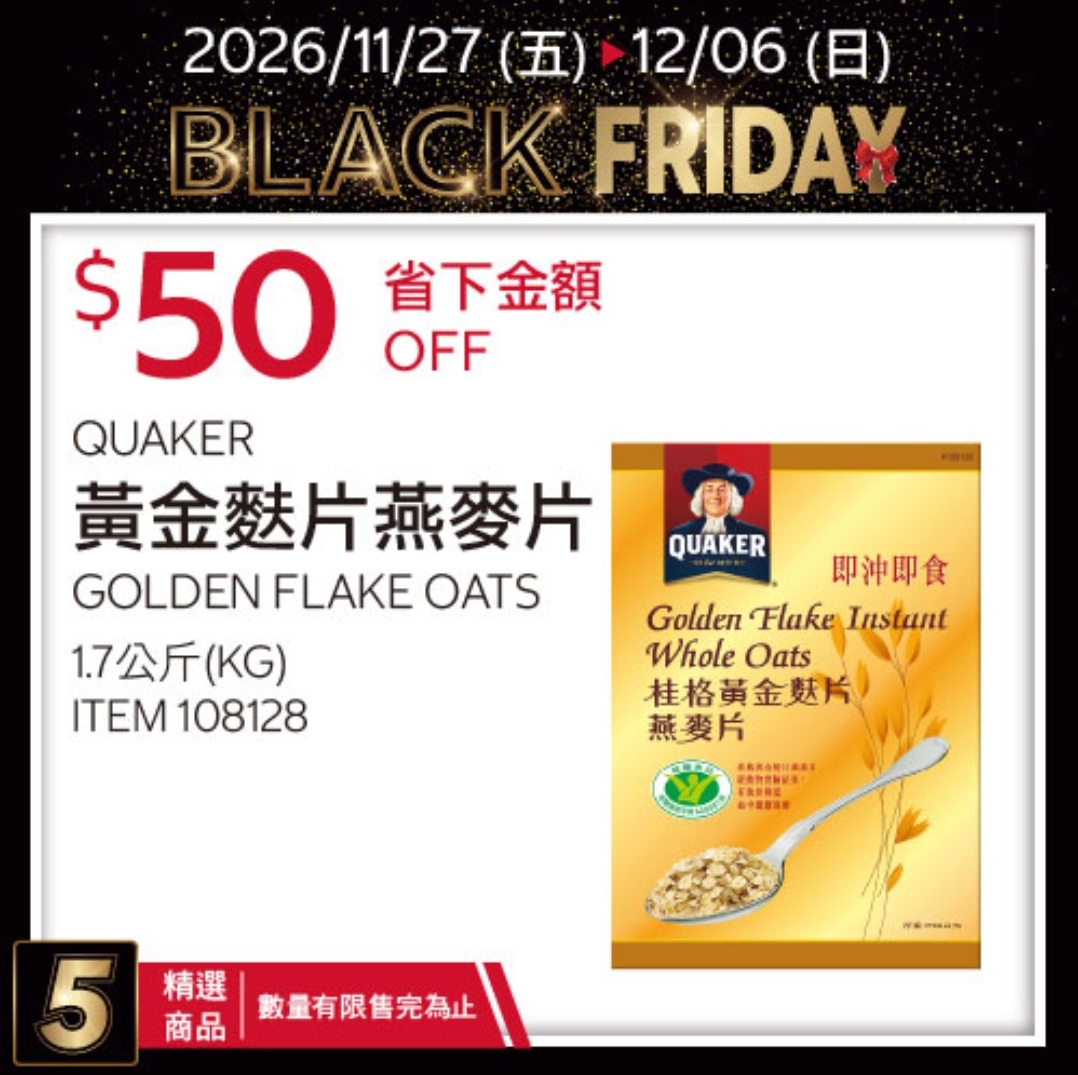 2026/11/27 (五)▶12/06 (日)
BLACK FRIDAY
$50 省下金額
OFF
QUAKER
黃金麩片燕麥片
GOLDEN FLAKE OATS
1.7公斤(KG)
ITEM 108128
QUAKER
即沖即食
Golden Flake Instant
Whole Oats
桂格黃金麩片
燕麥片
5
精選
商品
數量有限售完為止